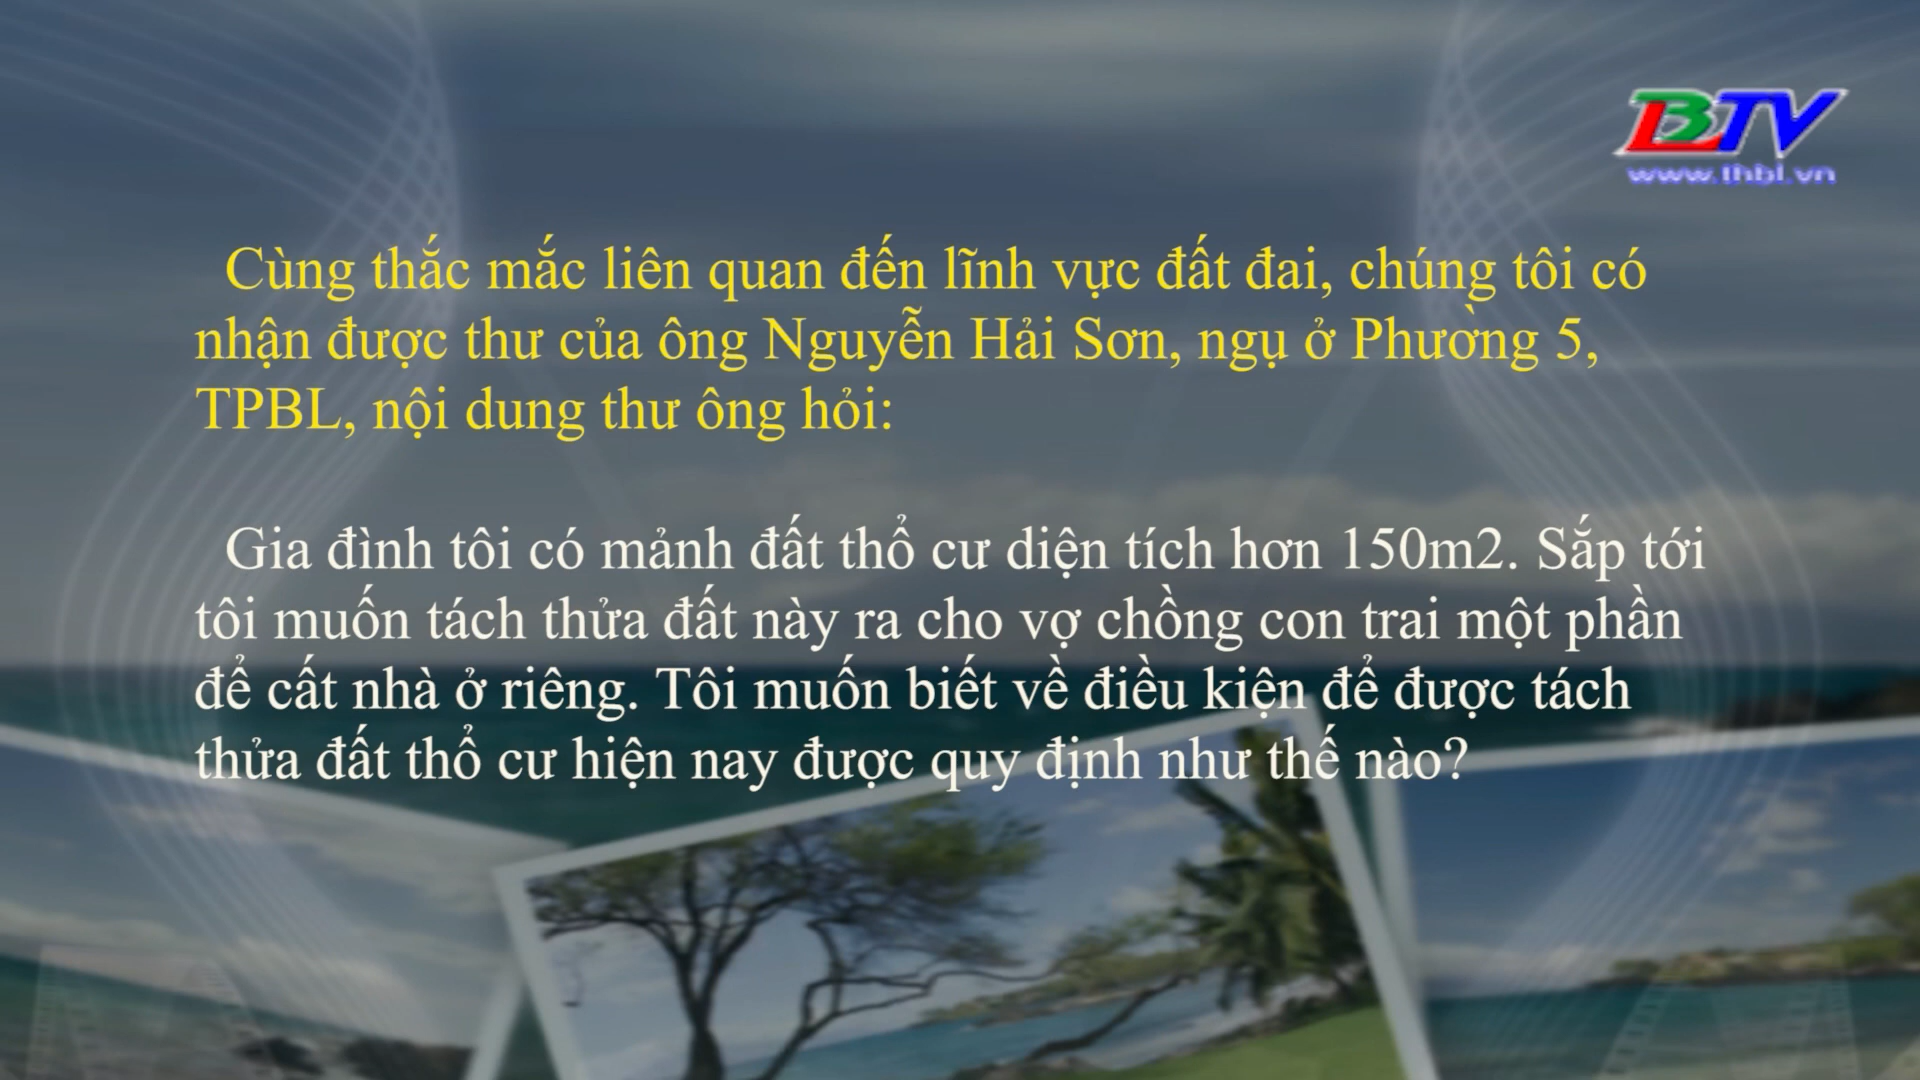 BTV
www.thbl.vn
Cùng thắc mắc liên quan đến lĩnh vực đất đai, chúng tôi có
nhận được thư của ông Nguyễn Hải Sơn, ngụ ở Phường 5,
TPBL, nội dung thư ông hỏi:
Gia đình tôi có mảnh đất thổ cư diện tích hơn 150m2. Sắp tới
tôi muốn tách thửa đất này ra cho vợ chồng con trai một phần
để cất nhà ở riêng. Tôi muốn biết về điều kiện để được tách
thửa đất thổ cư hiện nay được quy định như thế nào?